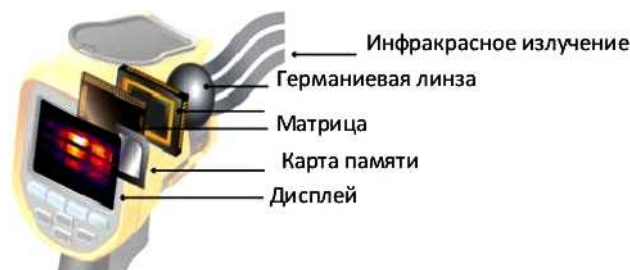 Инфракрасное излучение
Германиевая линза
Матрица
Карта памяти
Дисплей